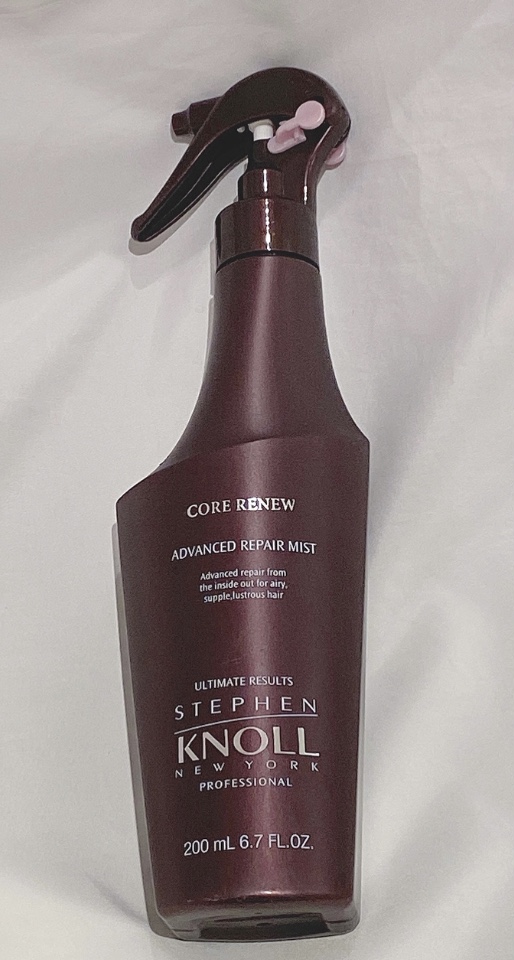 CORE RENEW
ADVANCED REPAIR MIST
Advanced repair from
the inside out for airy,
supple,lustrous hair
ULTIMATE RESULTS
STEPHEN
KNOLL
NEW YORK
PROFESSIONAL
200 mL 6.7 FL.OZ.